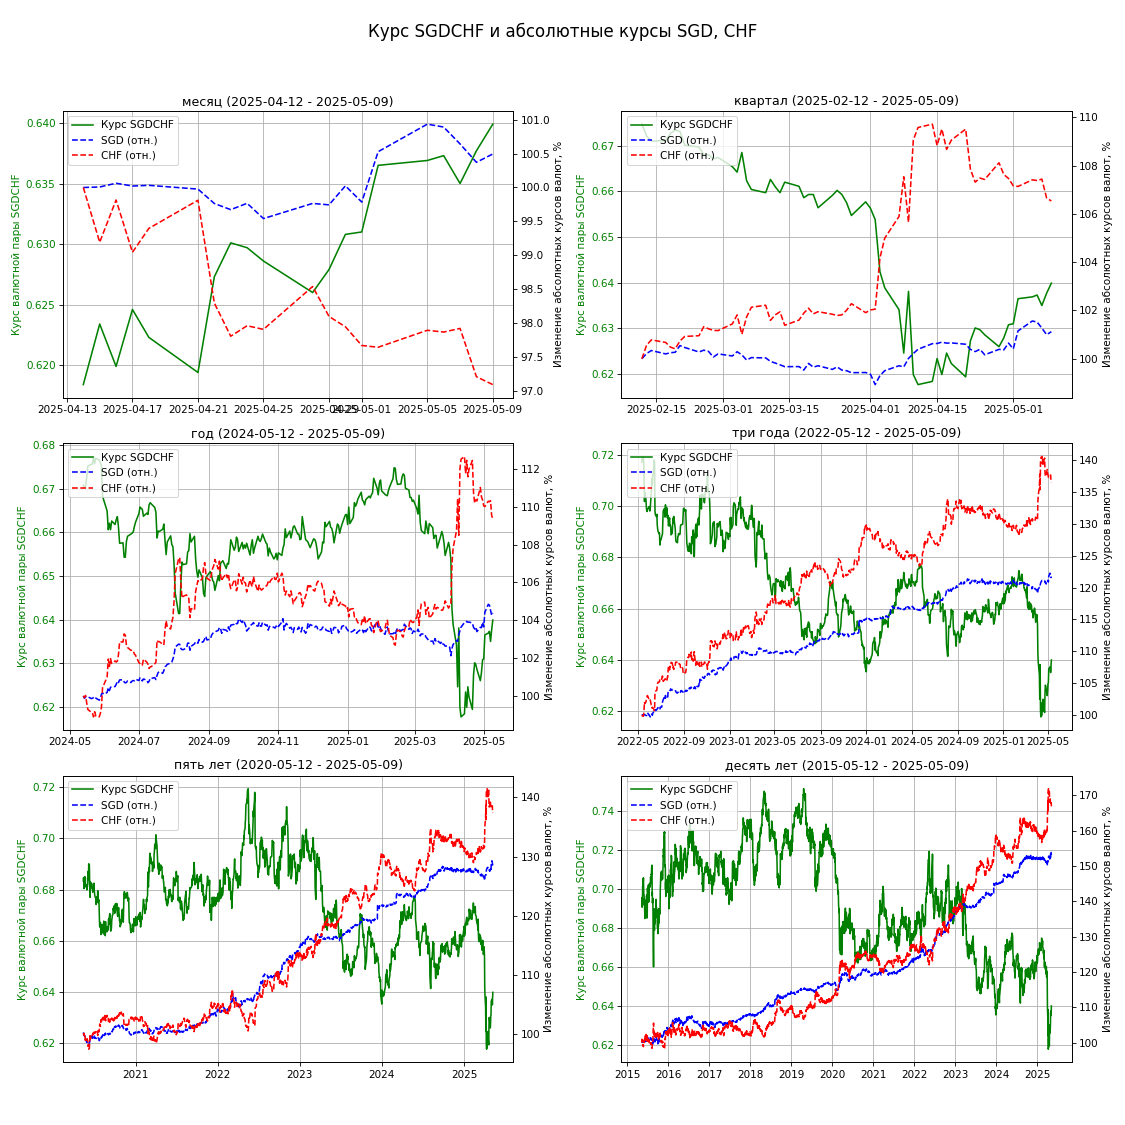 Курс SGDCHF и абсолютные курсы SGD, CHF
месяц (2025-04-12 - 2025-05-09)
Курс SGDCHF
SGD (отн.)
CHF (отн.)
Курс валютной пары SGDCHF
0.640
0.635
0.630
0.625
0.620
101.0
100.5
100.0
99.5
99.0
98.5
98.0
97.5
97.0
Изменение абсолютных курсов валют, %
2025-04-13 2025-04-17 2025-04-21 2025-04-25 2025-04-29 2025-05-01 2025-05-05 2025-05-09
квартал (2025-02-12 - 2025-05-09)
Курс SGDCHF
SGD (отн.)
CHF (отн.)
Курс валютной пары SGDCHF
0.67
0.66
0.65
0.64
0.63
0.62
110
108
106
104
102
100
Изменение абсолютных курсов валют, %
2025-02-15 2025-03-01 2025-03-15 2025-04-01 2025-04-15 2025-05-01
год (2024-05-12 - 2025-05-09)
Курс SGDCHF
SGD (отн.)
CHF (отн.)
Курс валютной пары SGDCHF
0.68
0.67
0.66
0.65
0.64
0.63
0.62
112
110
108
106
104
102
100
Изменение абсолютных курсов валют, %
2024-05 2024-07 2024-09 2024-11 2025-01 2025-03 2025-05
три года (2022-05-12 - 2025-05-09)
Курс SGDCHF
SGD (отн.)
CHF (отн.)
Курс валютной пары SGDCHF
0.72
0.70
0.68
0.66
0.64
0.62
140
135
130
125
120
115
110
105
100
Изменение абсолютных курсов валют, %
2022-05 2022-09 2023-01 2023-05 2023-09 2024-01 2024-05 2024-09 2025-01 2025-05
пять лет (2020-05-12 - 2025-05-09)
Курс SGDCHF
SGD (отн.)
CHF (отн.)
Курс валютной пары SGDCHF
0.72
0.70
0.68
0.66
0.64
0.62
140
130
120
110
100
Изменение абсолютных курсов валют, %
2021 2022 2023 2024 2025
десять лет (2015-05-12 - 2025-05-09)
Курс SGDCHF
SGD (отн.)
CHF (отн.)
Курс валютной пары SGDCHF
0.74
0.72
0.70
0.68
0.66
0.64
0.62
170
160
150
140
130
120
110
100
Изменение абсолютных курсов валют, %
2015 2016 2017 2018 2019 2020 2021 2022 2023 2024 2025